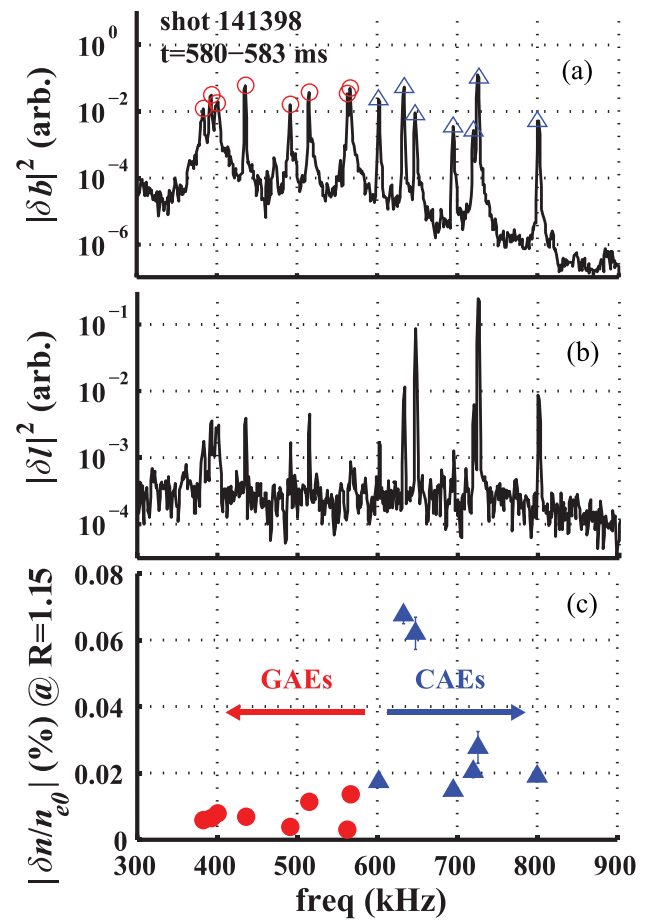 shot 141398
t=580−583 ms
(a)
10^0
10^-2
10^-4
10^-6
|δb|^2 (arb.)
(b)
10^-1
10^-2
10^-3
10^-4
|δl|^2 (arb.)
(c)
0.08
0.06
0.04
0.02
0
|δn/n_e0| (%) @ R=1.15
GAEs
CAEs
300 400 500 600 700 800 900
freq (kHz)